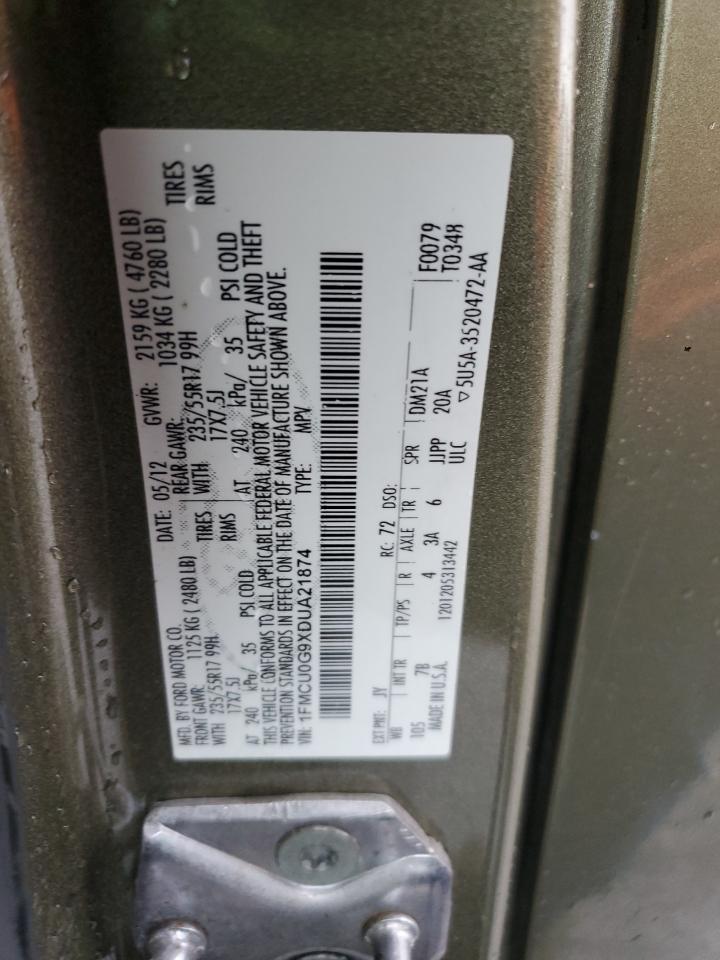 MFD. BY FORD MOTOR CO.
DATE: 05/12 GVWR: 2159 KG ( 4760 LB)
FRONT GAWR: 1125 KG ( 2480 LB) REAR GAWR: 1034 KG ( 2280 LB)
WITH 235/55R17 99H TIRES WITH 235/55R17 99H TIRES
17X7.5J RIMS 17X7.5J RIMS
AT 240 kPa/ 35 PSI COLD AT 240 kPa/ 35 PSI COLD
THIS VEHICLE CONFORMS TO ALL APPLICABLE FEDERAL MOTOR VEHICLE SAFETY AND THEFT
PREVENTION STANDARDS IN EFFECT ON THE DATE OF MANUFACTURE SHOWN ABOVE.
VIN: 1FMCU0G9XDUA21874 TYPE: MPV
F0079
T0348
EXT PNT: JY RC: 72 DSO:
WB INT TR TP/PS R AXLE TR SPR DM21A
105 7B 4 3A 6 JJPP 20A
MADE IN U.S.A. 1201205313442 ULC ▽5U5A-3520472-AA